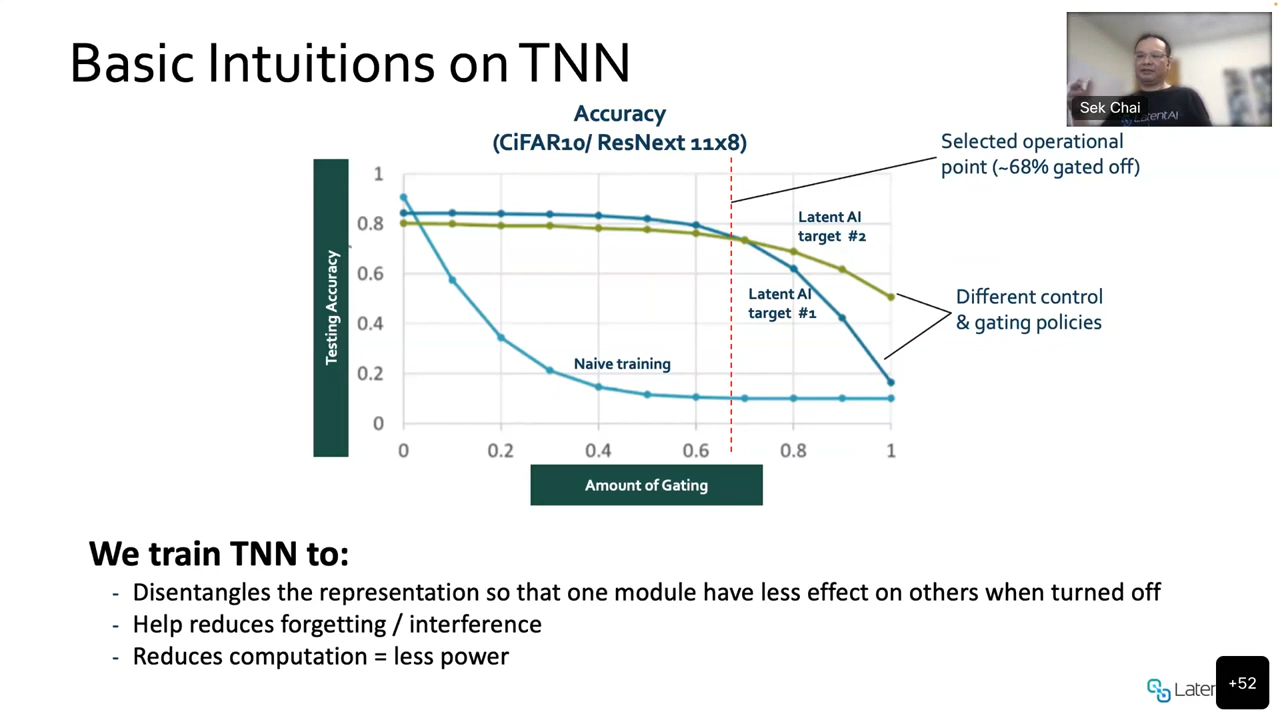 Basic Intuitions on TNN
Sek Chai
LatentAI
Accuracy
(CiFAR10/ ResNext 11x8)
Selected operational
point (~68% gated off)
Testing Accuracy
1
0.8
0.6
0.4
0.2
0
Latent AI
target #2
Latent AI
target #1
Naive training
Different control
& gating policies
0
0.2
0.4
0.6
0.8
1
Amount of Gating
We train TNN to:
- Disentangles the representation so that one module have less effect on others when turned off
- Help reduces forgetting / interference
- Reduces computation = less power
Later
+52